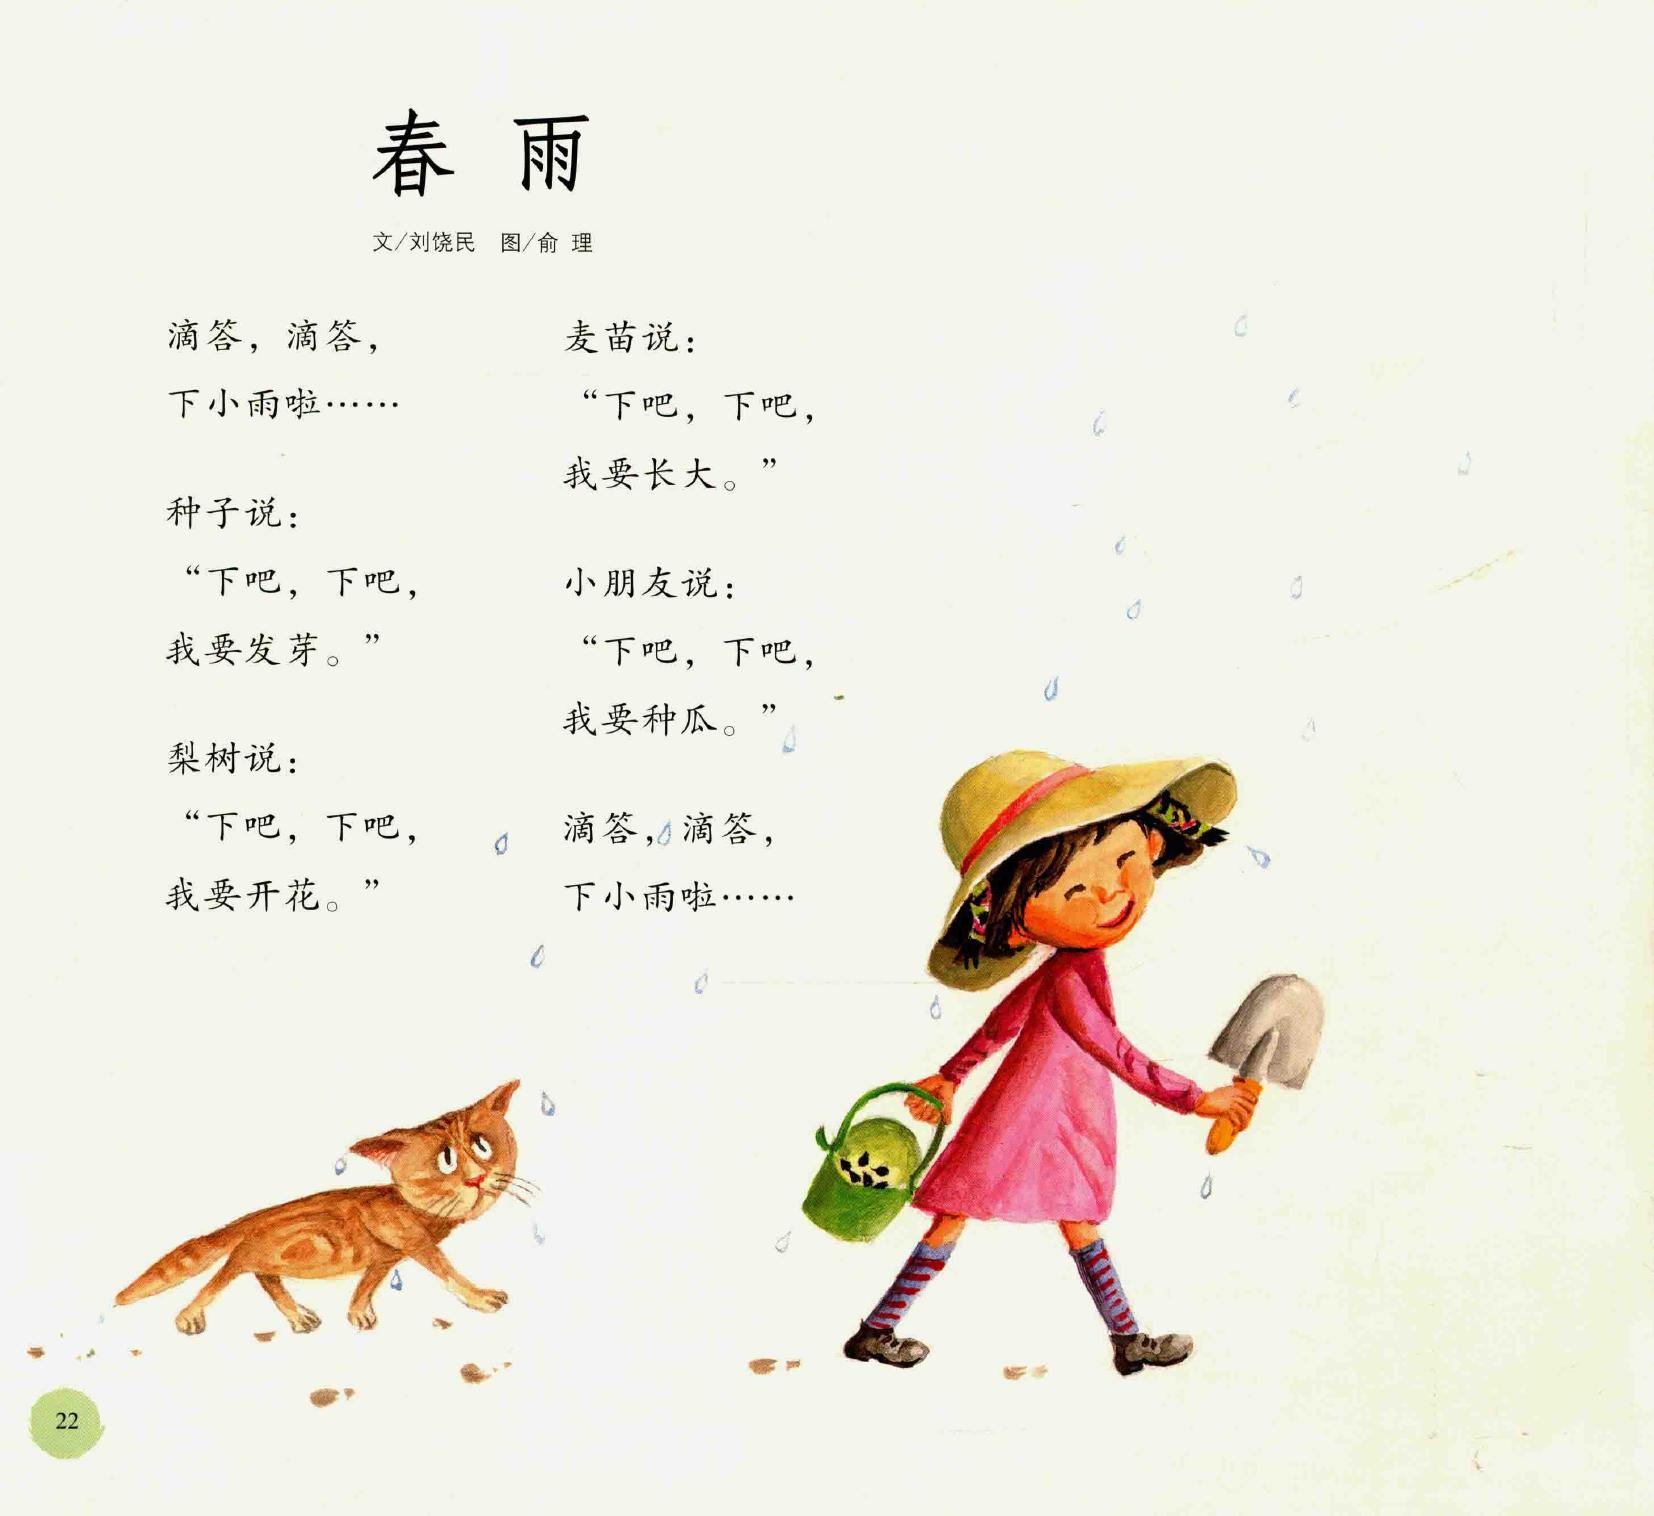 春 雨
文/刘饶民 图/俞 理
滴答，滴答，
下小雨啦……
种子说：
“下吧，下吧，
我要发芽。”
梨树说：
“下吧，下吧，
我要开花。”
麦苗说：
“下吧，下吧，
我要长大。”
小朋友说：
“下吧，下吧，
我要种瓜。”
滴答，滴答，
下小雨啦……
22